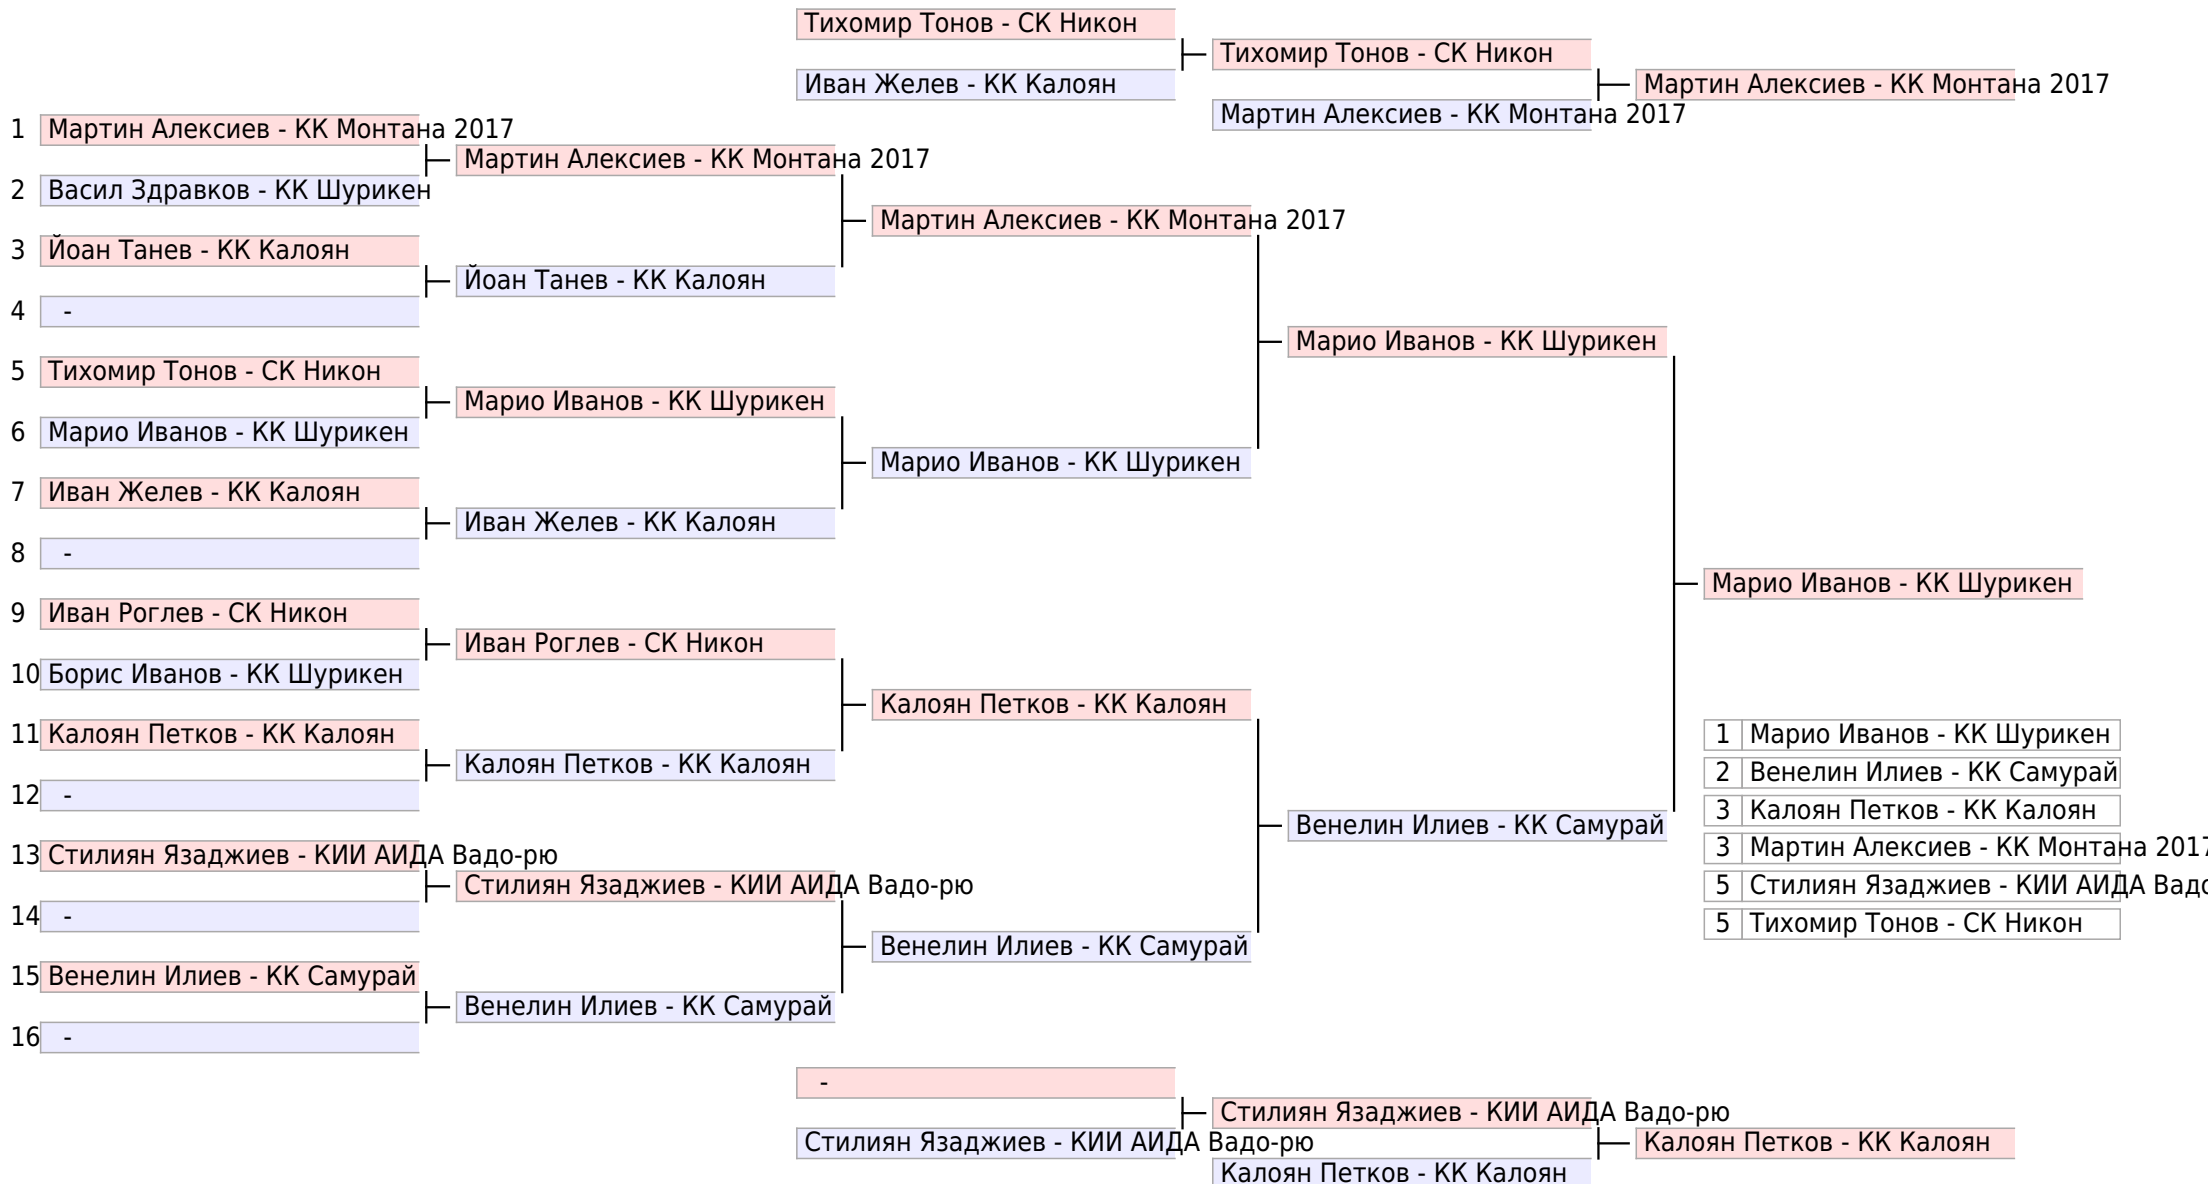 Тихомир Тонов - СК Никон
Тихомир Тонов - СК Никон
Иван Желев - КК Калоян
Мартин Алексиев - КК Монтана 2017
Мартин Алексиев - КК Монтана 2017
1 Мартин Алексиев - КК Монтана 2017
Мартин Алексиев - КК Монтана 2017
2 Васил Здравков - КК Шурикен
Мартин Алексиев - КК Монтана 2017
3 Йоан Танев - КК Калоян
Йоан Танев - КК Калоян
4 -
Марио Иванов - КК Шурикен
5 Тихомир Тонов - СК Никон
Марио Иванов - КК Шурикен
6 Марио Иванов - КК Шурикен
Марио Иванов - КК Шурикен
7 Иван Желев - КК Калоян
Иван Желев - КК Калоян
8 -
Марио Иванов - КК Шурикен
9 Иван Роглев - СК Никон
Иван Роглев - СК Никон
10 Борис Иванов - КК Шурикен
Калоян Петков - КК Калоян
11 Калоян Петков - КК Калоян
Калоян Петков - КК Калоян
12 -
Венелин Илиев - КК Самурай
13 Стилиян Язаджиев - КИИ АИДА Вадо-рю
Стилиян Язаджиев - КИИ АИДА Вадо-рю
14 -
Венелин Илиев - КК Самурай
15 Венелин Илиев - КК Самурай
Венелин Илиев - КК Самурай
16 -
1 Марио Иванов - КК Шурикен
2 Венелин Илиев - КК Самурай
3 Калоян Петков - КК Калоян
3 Мартин Алексиев - КК Монтана 2017
5 Стилиян Язаджиев - КИИ АИДА
5 Тихомир Тонов - СК Никон
-
Стилиян Язаджиев - КИИ АИДА Вадо-рю
Стилиян Язаджиев - КИИ АИДА Вадо-рю
Калоян Петков - КК Калоян
Калоян Петков - КК Калоян